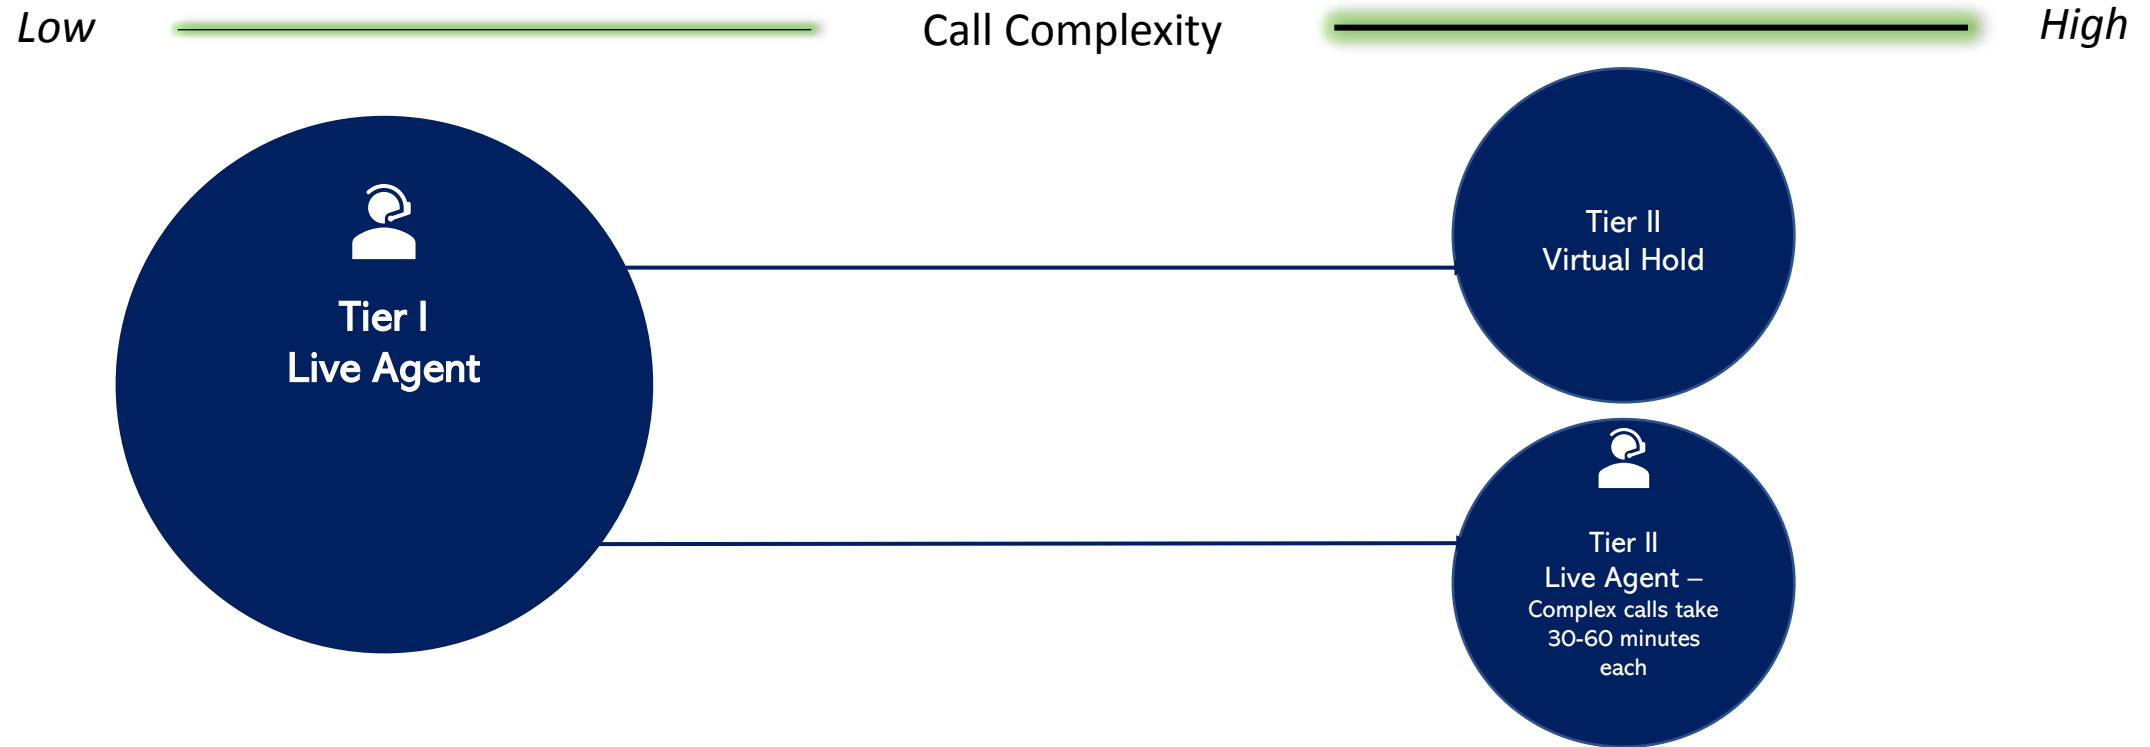 Low
Call Complexity
High
Tier I
Live Agent
Tier II
Virtual Hold
Tier II
Live Agent –
Complex calls take
30-60 minutes
each